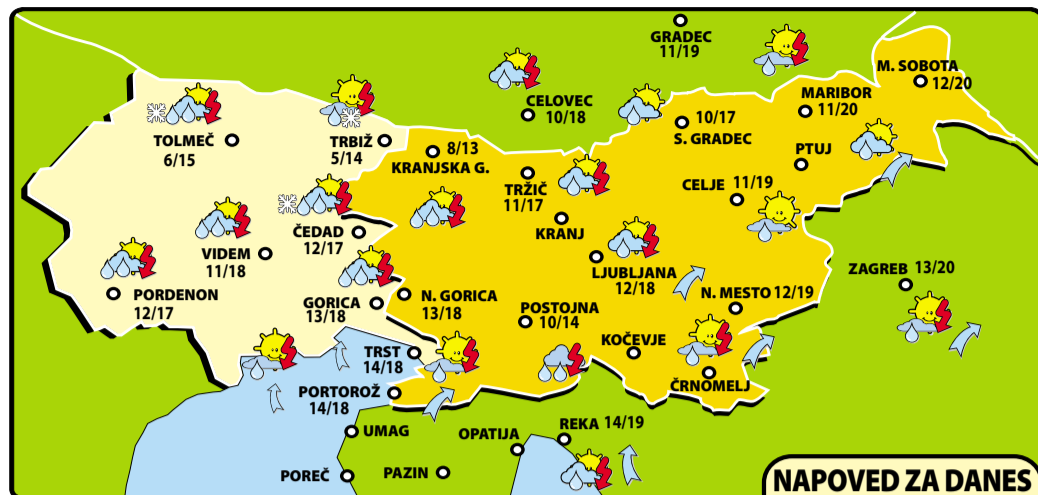 GRADEC
11/19
M. SOBOTA
12/20
CELOVEC
10/18
MARIBOR
11/20
10/17
S. GRADEC
TOLMEČ
6/15
TRBIŽ
5/14
8/13
KRANJSKA G.
PTUJ
TRŽIČ
11/17
CELJE 11/19
KRANJ
ČEDAD
12/17
VIDEM
11/18
LJUBLJANA
12/18
ZAGREB 13/20
PORDENON
12/17
GORICA
13/18
N. GORICA
13/18
POSTOJNA
10/14
N. MESTO 12/19
TRST
14/18
KOČEVJE
ČRNOMELJ
PORTOROŽ
14/18
UMAG
OPATIJA
REKA 14/19
POREČ
PAZIN
NAPOVED ZA DANES